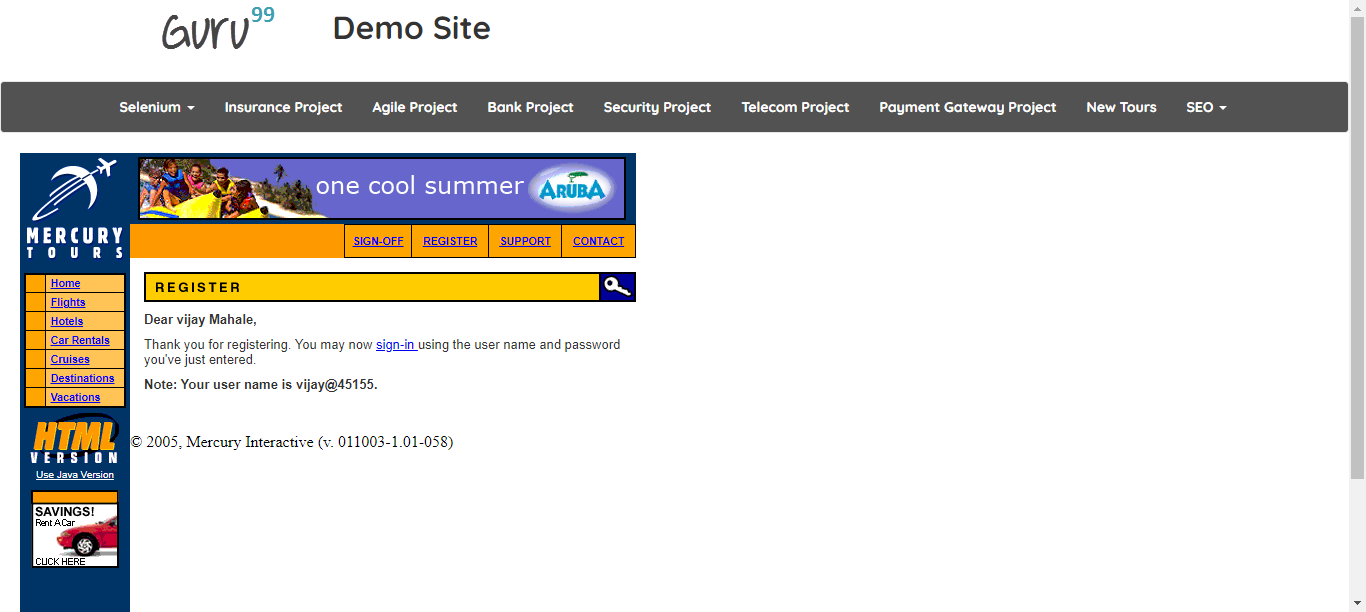 Guru99
Demo Site
Selenium Insurance Project Agile Project Bank Project Security Project Telecom Project Payment Gateway Project New Tours SEO
one cool summer ARUBA
MERCURY
TOURS
SIGN-OFF REGISTER SUPPORT CONTACT
Home
Flights
Hotels
Car Rentals
Cruises
Destinations
Vacations
HTML
VERSION
Use Java Version
SAVINGS!
Rent A Car
CLICK HERE
REGISTER
Dear vijay Mahale,
Thank you for registering. You may now sign-in using the user name and password
you've just entered.
Note: Your user name is vijay@45155.
© 2005, Mercury Interactive (v. 011003-1.01-058)